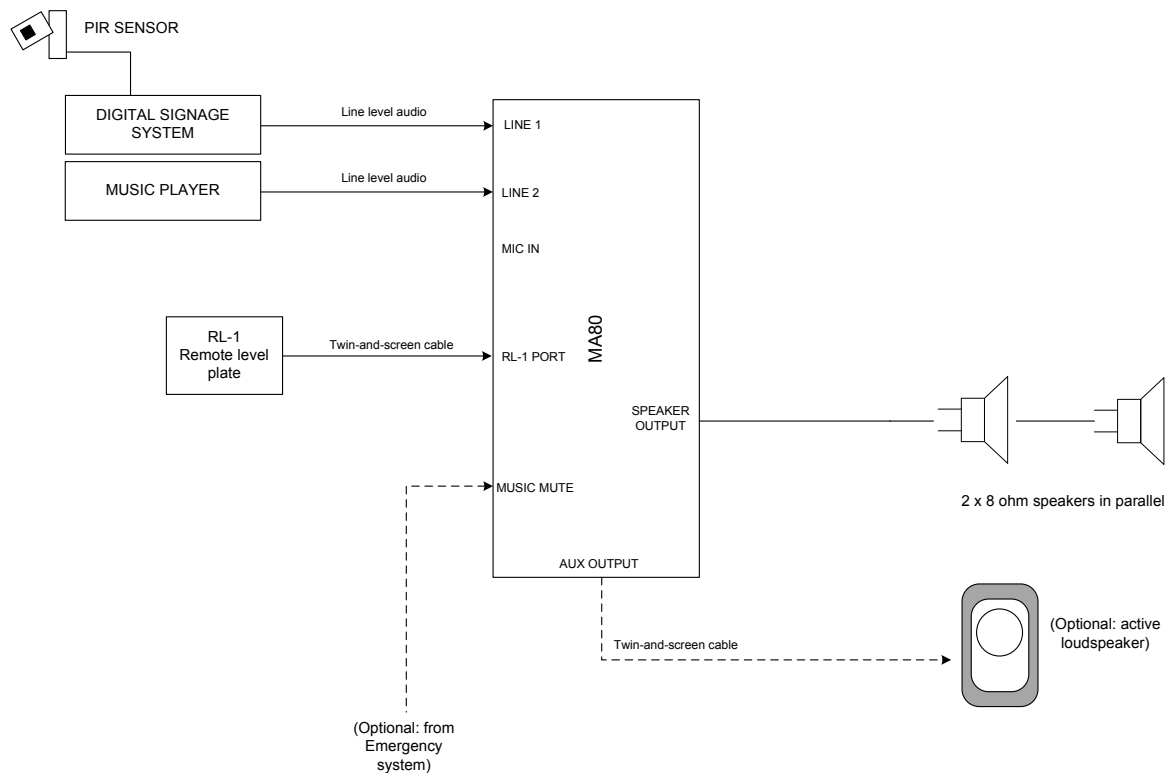 PIR SENSOR
DIGITAL SIGNAGE
SYSTEM
Line level audio
LINE 1
MUSIC PLAYER
Line level audio
LINE 2
MIC IN
RL-1
Remote level
plate
Twin-and-screen cable
RL-1 PORT
MA80
SPEAKER
OUTPUT
MUSIC MUTE
2 x 8 ohm speakers in parallel
AUX OUTPUT
Twin-and-screen cable
(Optional: active
loudspeaker)
(Optional: from
Emergency
system)